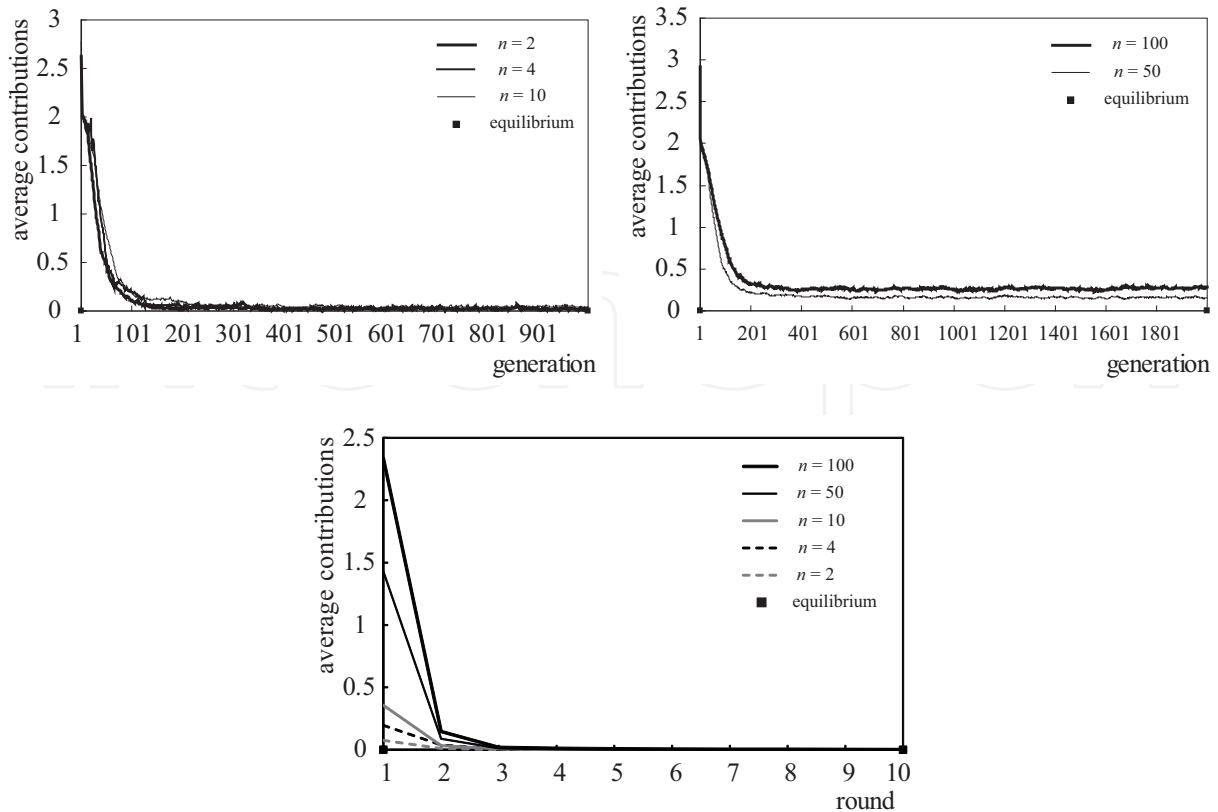 3
2.5
2
1.5
1
0.5
0
average contributions
n = 2
n = 4
n = 10
equilibrium
1 101 201 301 401 501 601 701 801 901
generation
3.5
3
2.5
2
1.5
1
0.5
0
average contributions
n = 100
n = 50
equilibrium
1 201 401 601 801 1001 1201 1401 1601 1801
generation
2.5
2
1.5
1
0.5
0
average contributions
n = 100
n = 50
n = 10
n = 4
n = 2
equilibrium
1 2 3 4 5 6 7 8 9 10
round